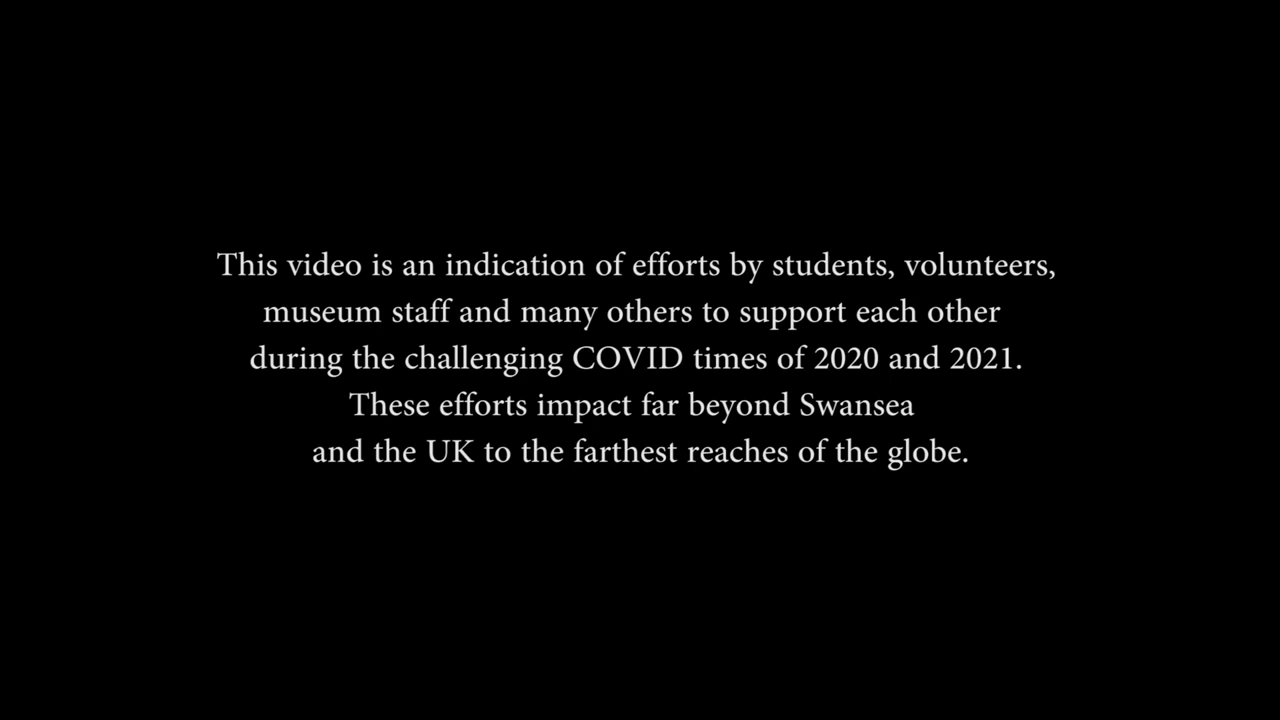 This video is an indication of efforts by students, volunteers,
museum staff and many others to support each other
during the challenging COVID times of 2020 and 2021.
These efforts impact far beyond Swansea
and the UK to the farthest reaches of the globe.